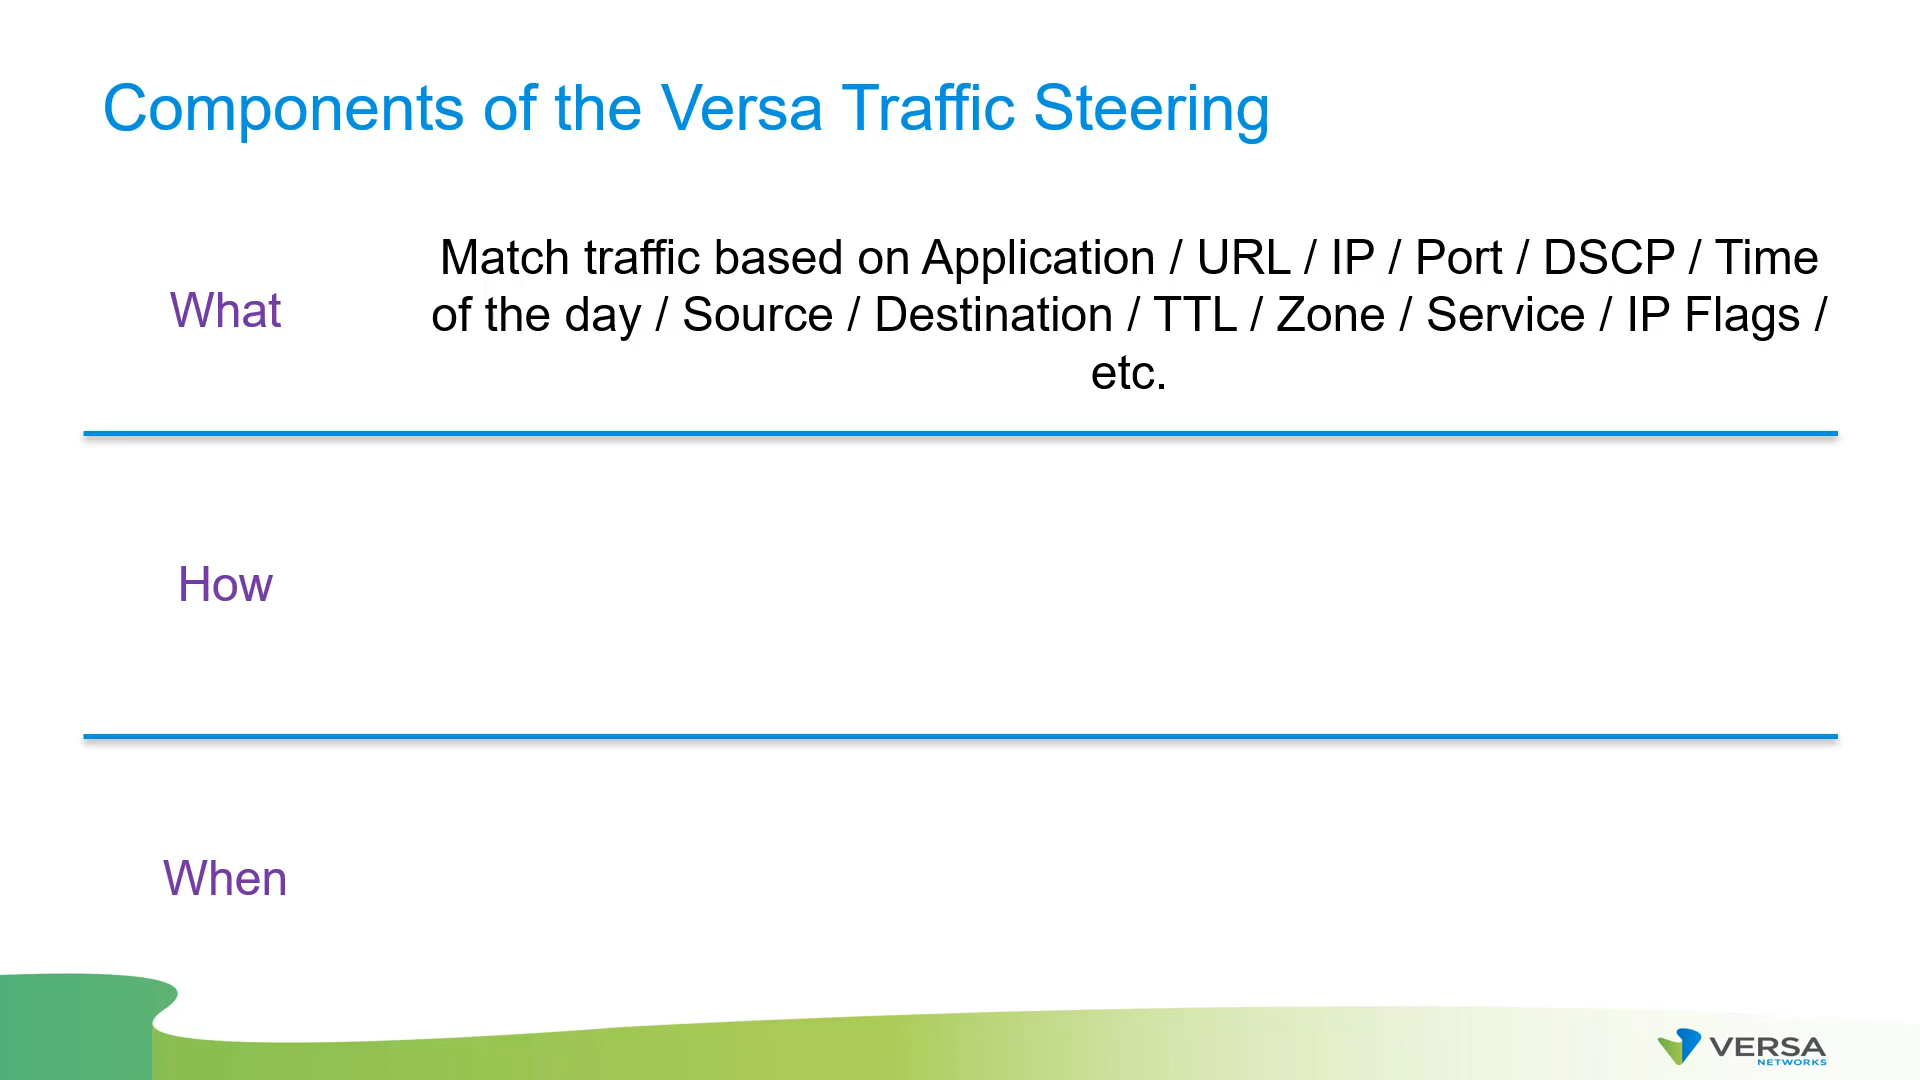 Components of the Versa Traffic Steering
What
Match traffic based on Application / URL / IP / Port / DSCP / Time
of the day / Source / Destination / TTL / Zone / Service / IP Flags /
etc.
How
When
VERSA
NETWORKS